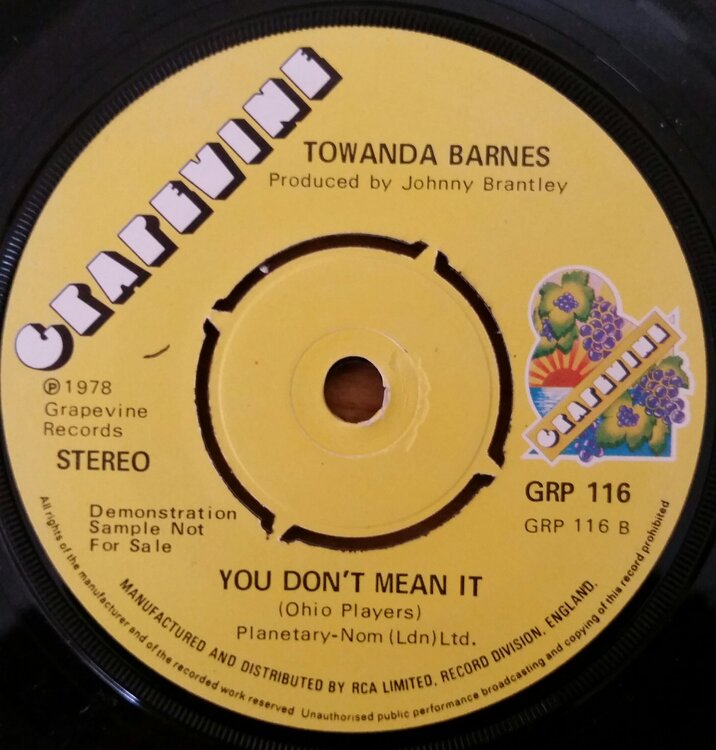 GRAPEVINE
TOWANDA BARNES
Produced by Johnny Brantley
GRAPEVINE
℗1978
Grapevine
Records
STEREO
GRP 116
GRP 116 B
Demonstration
Sample Not
For Sale
YOU DON'T MEAN IT
(Ohio Players)
Planetary-Nom (Ldn) Ltd.
MANUFACTURED AND DISTRIBUTED BY RCA LIMITED, RECORD DIVISION, ENGLAND.
All rights of the manufacturer and of the recorded work reserved Unauthorised public performance broadcasting and copying of this record prohibited